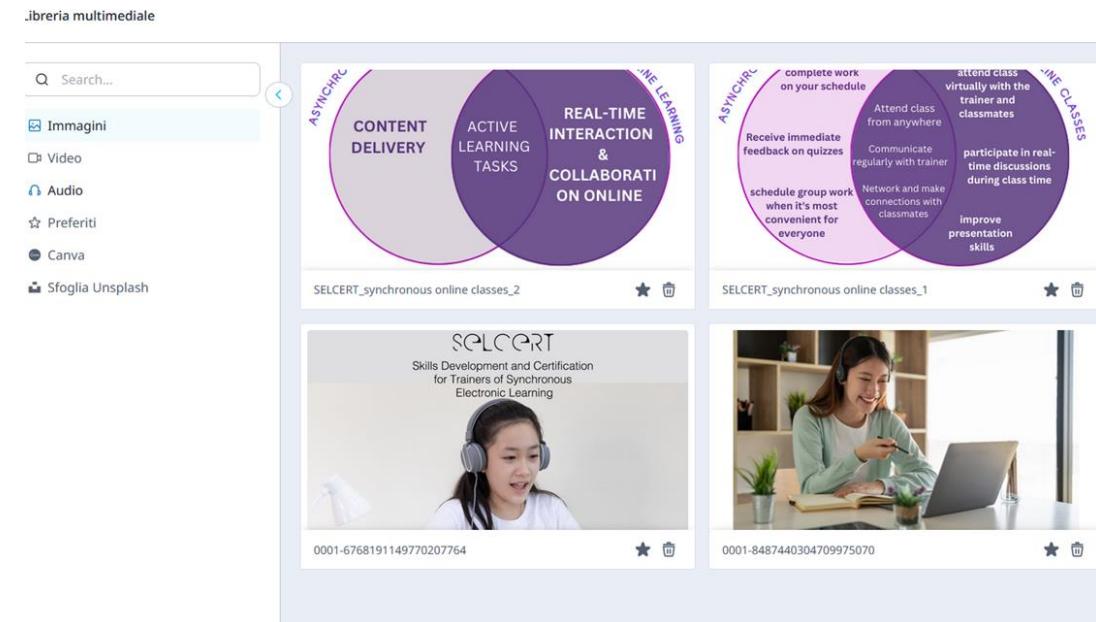 Libreria multimediale
Search...
Immagini
Video
Audio
Preferiti
Canva
Sfoglia Unsplash
ASYNCHRO
NE LEARNING
CONTENT
DELIVERY
ACTIVE
LEARNING
TASKS
REAL-TIME
INTERACTION
&
COLLABORATI
ON ONLINE
SELCERT_synchronous online classes_2
ASYNCHRO
INE CLASSES
complete work
on your schedule
Receive immediate
feedback on quizzes
schedule group work
when it's most
convenient for
everyone
Attend class
from anywhere
Communicate
regularly with trainer
Network and make
connections with
classmates
attend class
virtually with the
trainer and
classmates
participate in real-
time discussions
during class time
improve
presentation
skills
SELCERT_synchronous online classes_1
SELCERT
Skills Development and Certification
for Trainers of Synchronous
Electronic Learning
0001-6768191149770207764
0001-8487440304709975070